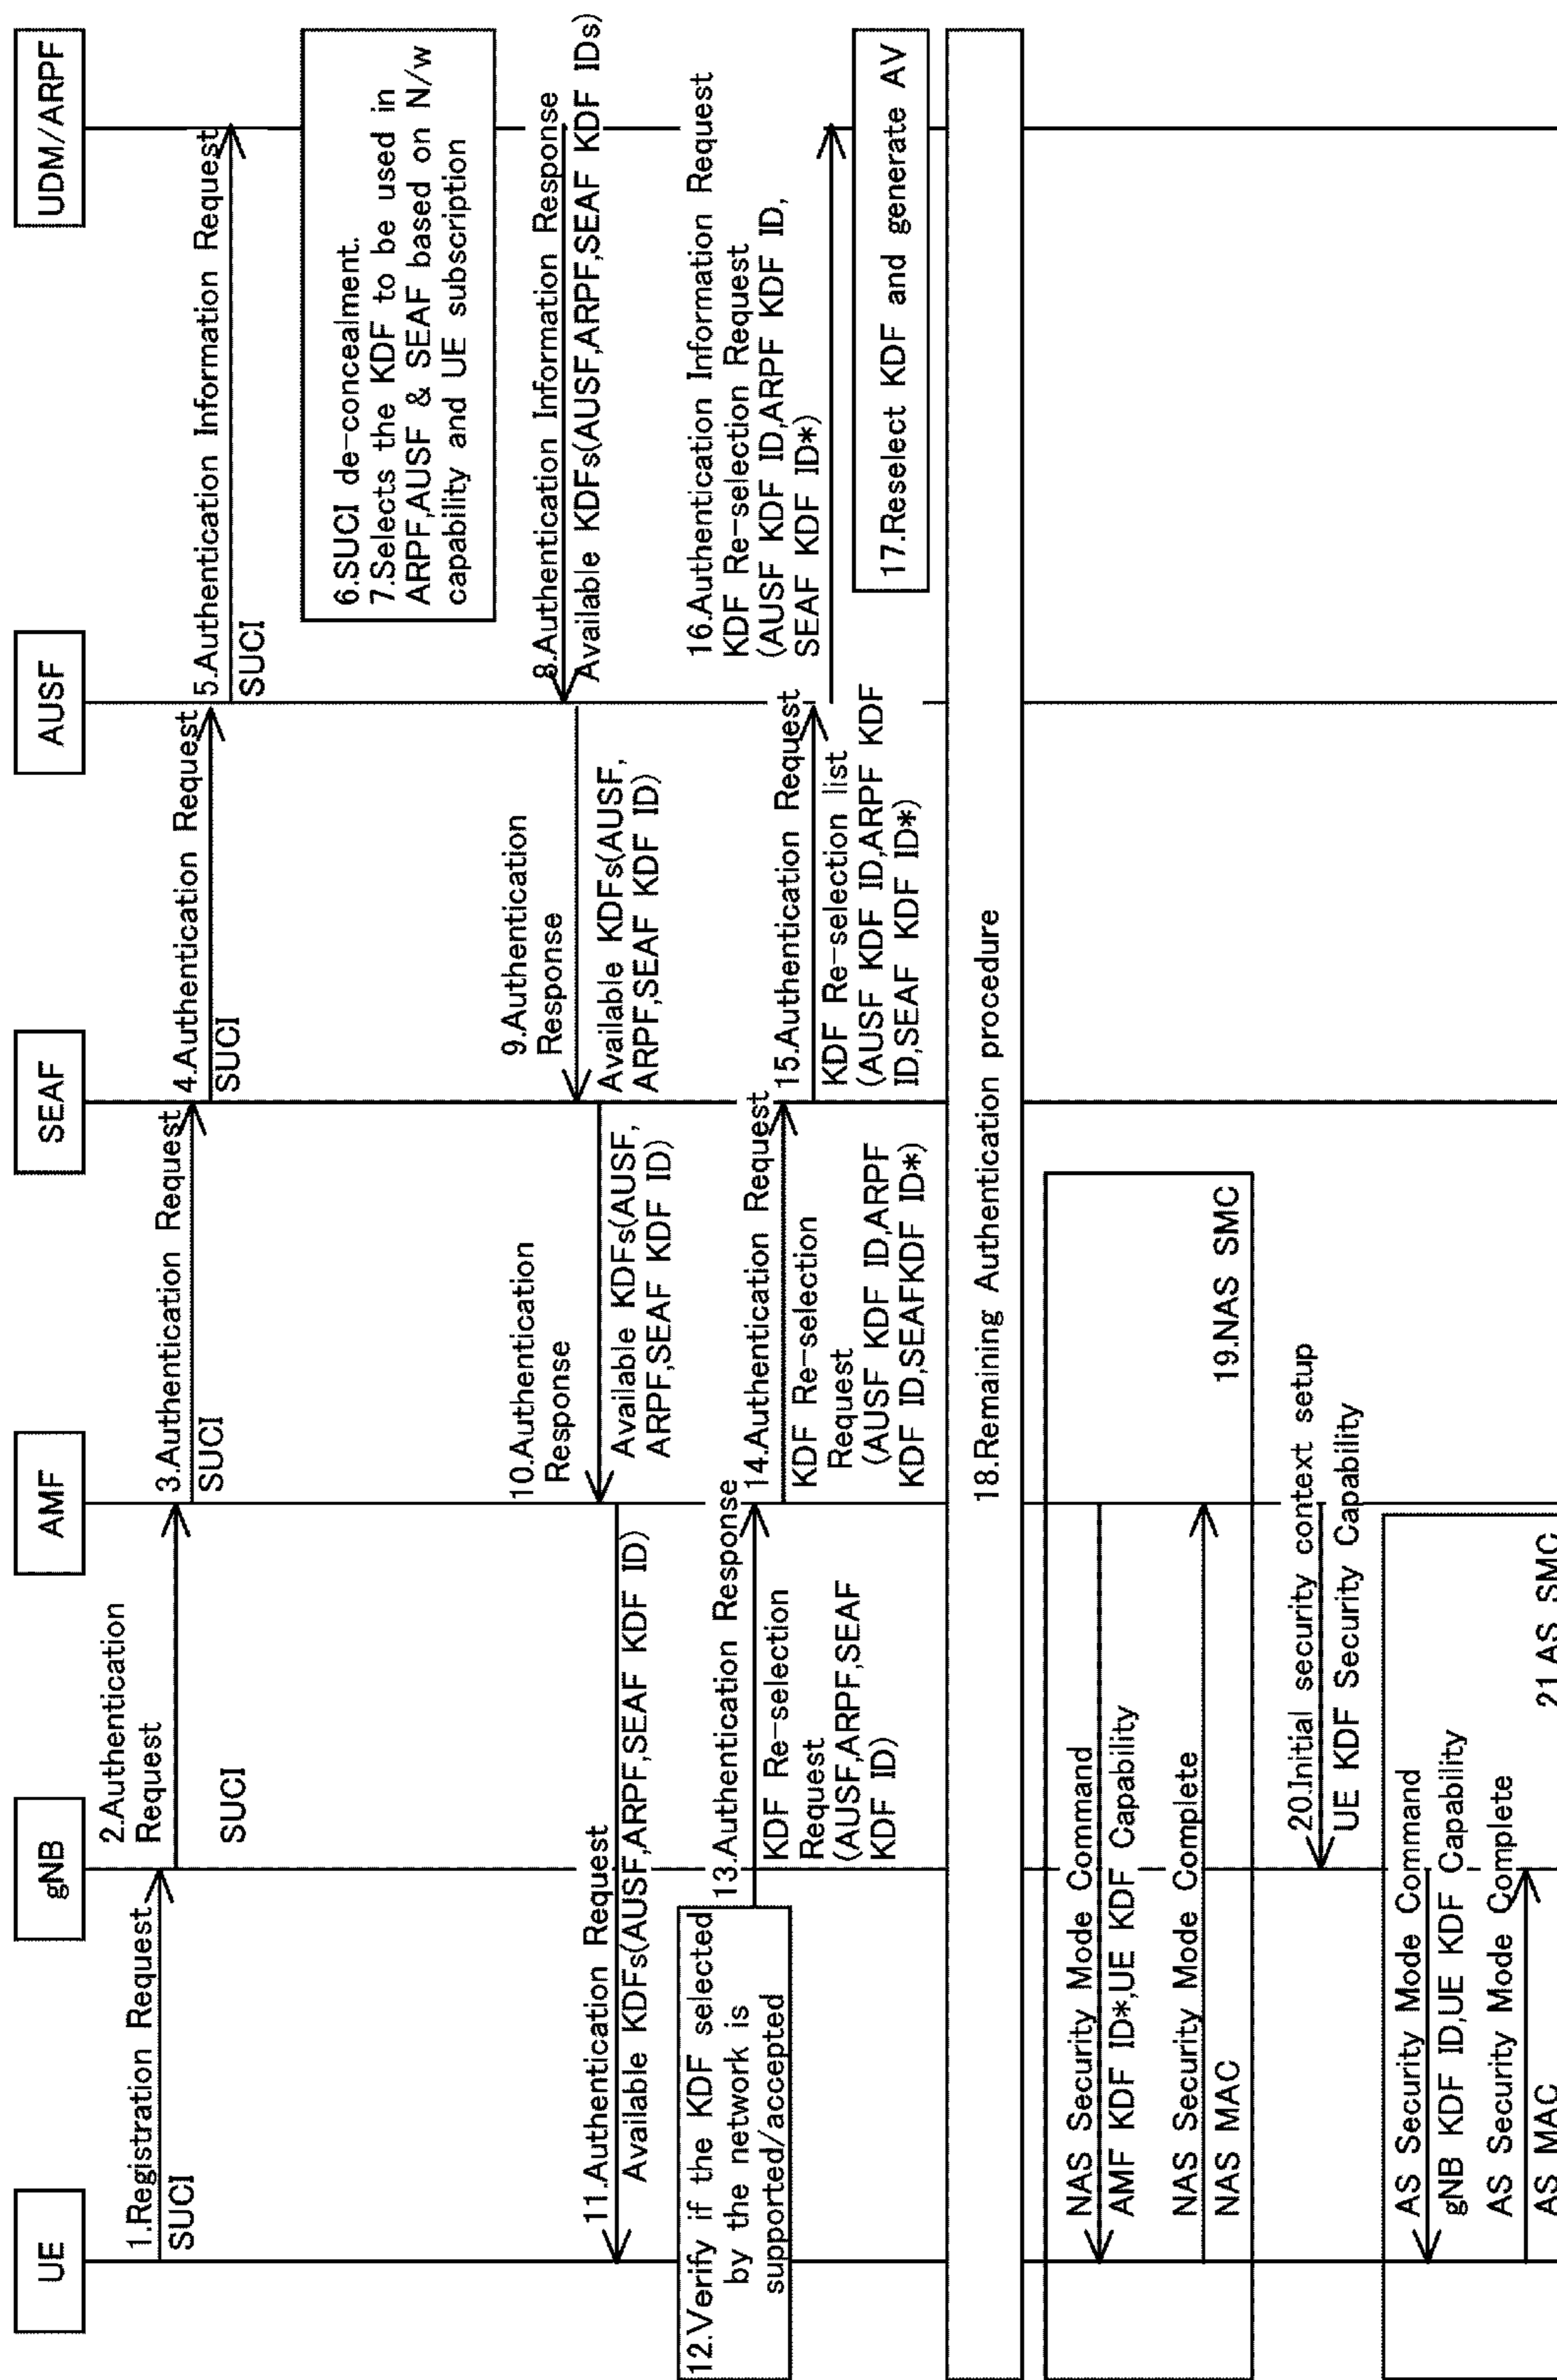 UE
gNB
AMF
SEAF
AUSF
UDM/ARPF
1.Registration Request
SUCI
2.Authentication
Request
SUCI
3.Authentication Request
SUCI
4.Authentication Request
SUCI
5.Authentication Information Request
SUCI
6.SUCI de-concealment.
7.Selects the KDF to be used in
ARPF,AUSF & SEAF based on N/w
capability and UE subscription
8.Authentication Information Response
Available KDFs(AUSF,ARPF,SEAF KDF IDs)
9.Authentication
Response
Available KDFs(AUSF,
ARPF,SEAF KDF ID)
10.Authentication
Response
Available KDFs(AUSF,
ARPF,SEAF KDF ID)
11.Authentication Request
Available KDFs(AUSF,ARPF,SEAF KDF ID)
12.Verify if the KDF selected
by the network is
supported/accepted
13.Authentication Response
KDF Re-selection
Request
(AUSF,ARPF,SEAF
KDF ID)
14.Authentication Request
KDF Re-selection
Request
(AUSF KDF ID,ARPF
KDF ID,SEAFKDF ID*)
15.Authentication Request
KDF Re-selection list
(AUSF KDF ID,ARPF KDF
ID,SEAF KDF ID*)
16.Authentication Information Request
KDF Re-selection Request
(AUSF KDF ID,ARPF KDF ID,
SEAF KDF ID*)
17.Reselect KDF and generate AV
18.Remaining Authentication procedure
NAS Security Mode Command
AMF KDF ID*,UE KDF Capability
NAS Security Mode Complete
NAS MAC
19.NAS SMC
20.Initial security context setup
UE KDF Security Capability
AS Security Mode Command
gNB KDF ID,UE KDF Capability
AS Security Mode Complete
AS MAC
21.AS SMC